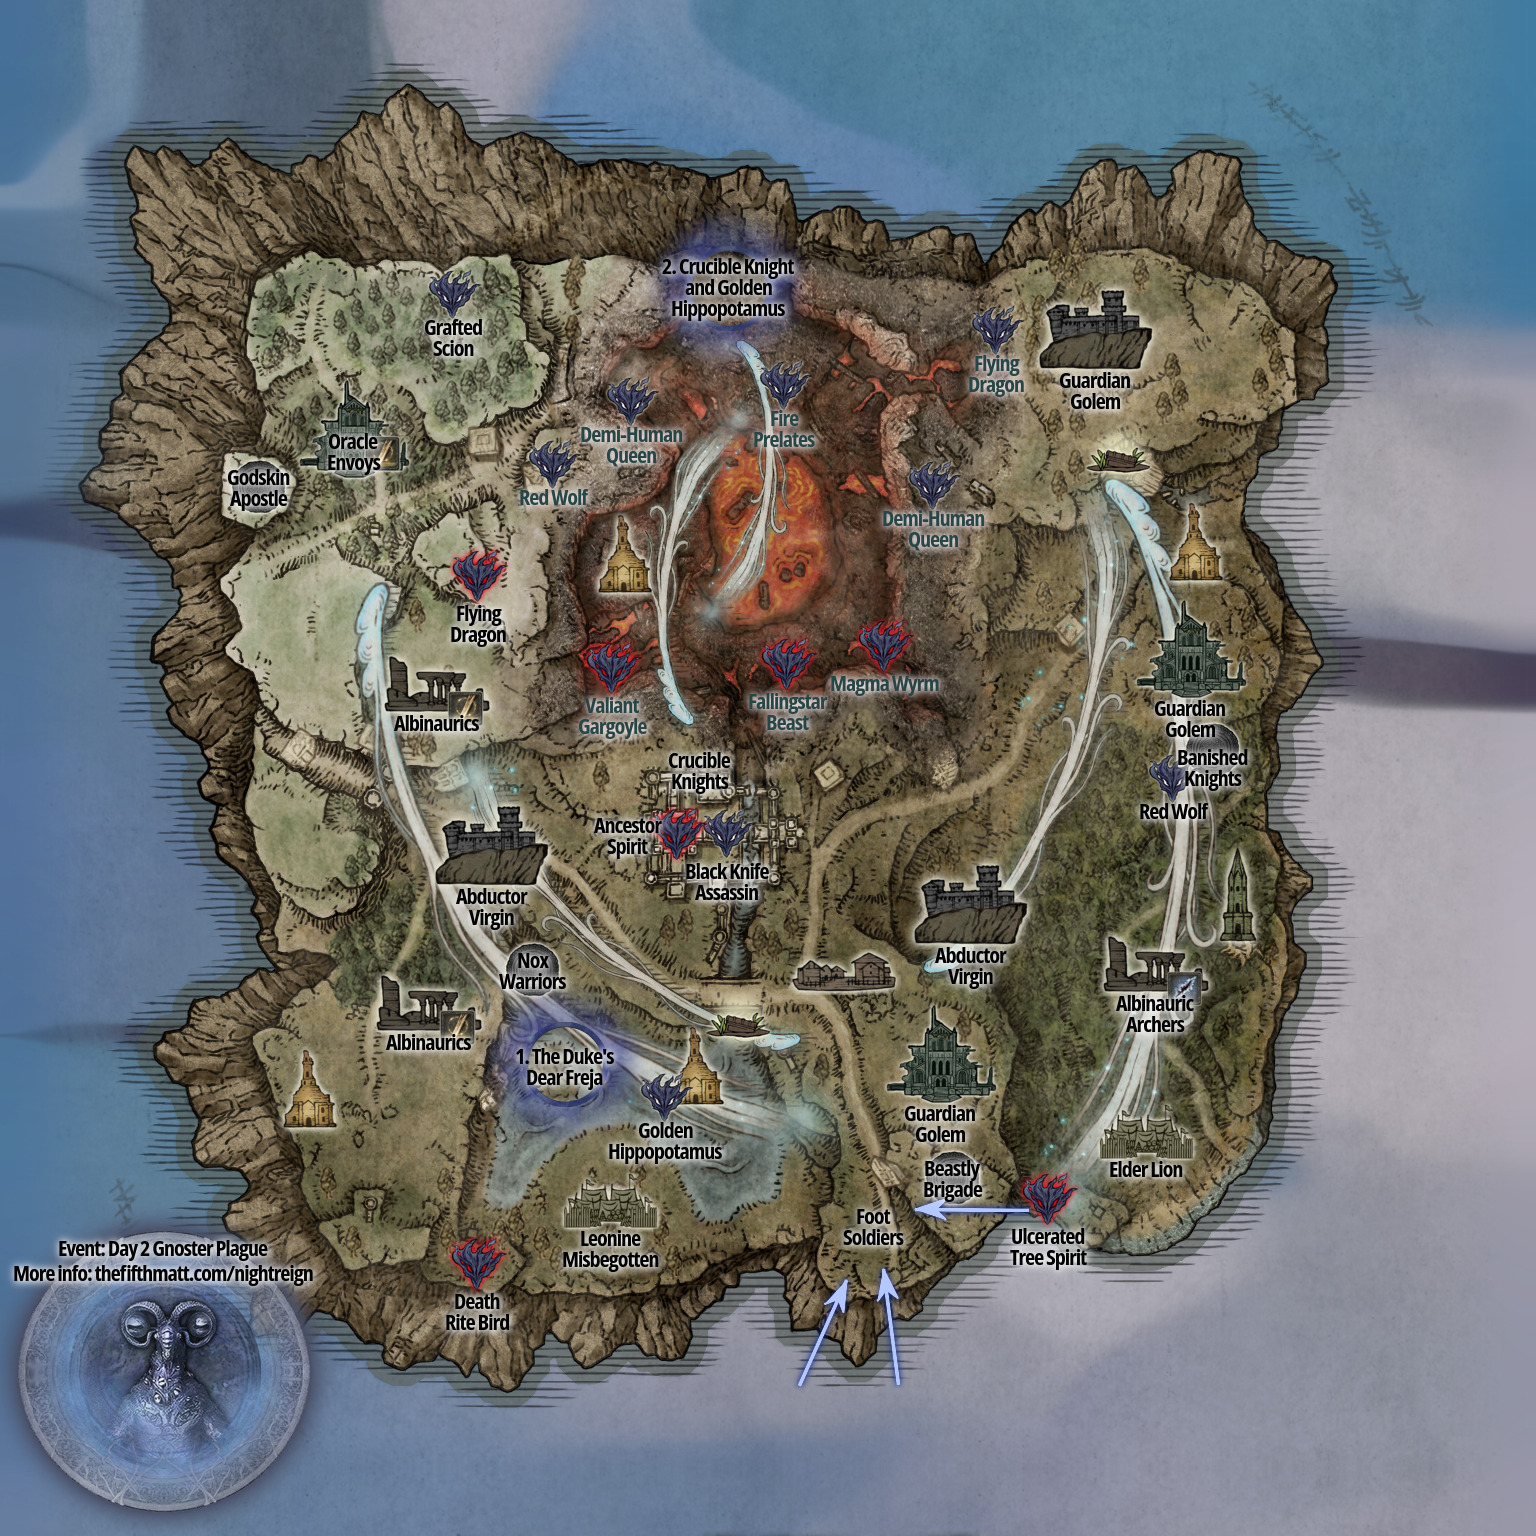 2. Crucible Knight
and Golden
Hippopotamus
Grafted
Scion
Flying
Dragon
Guardian
Golem
Demi-Human
Queen
Fire
Prelates
Oracle
Envoys
Godskin
Apostle
Red Wolf
Demi-Human
Queen
Flying
Dragon
Albinaurics
Valiant
Gargoyle
Fallingstar
Beast
Magma Wyrm
Guardian
Golem
Banished
Knights
Red Wolf
Crucible
Knights
Ancestor
Spirit
Black Knife
Assassin
Abductor
Virgin
Nox
Warriors
Abductor
Virgin
Albinauric
Archers
Albinaurics
1. The Duke's
Dear Freja
Golden
Hippopotamus
Guardian
Golem
Elder Lion
Beastly
Brigade
Foot
Soldiers
Ulcerated
Tree Spirit
Leonine
Misbegotten
Death
Rite Bird
Event: Day 2 Gnoster Plague
More info: thefifthmatt.com/nightreign